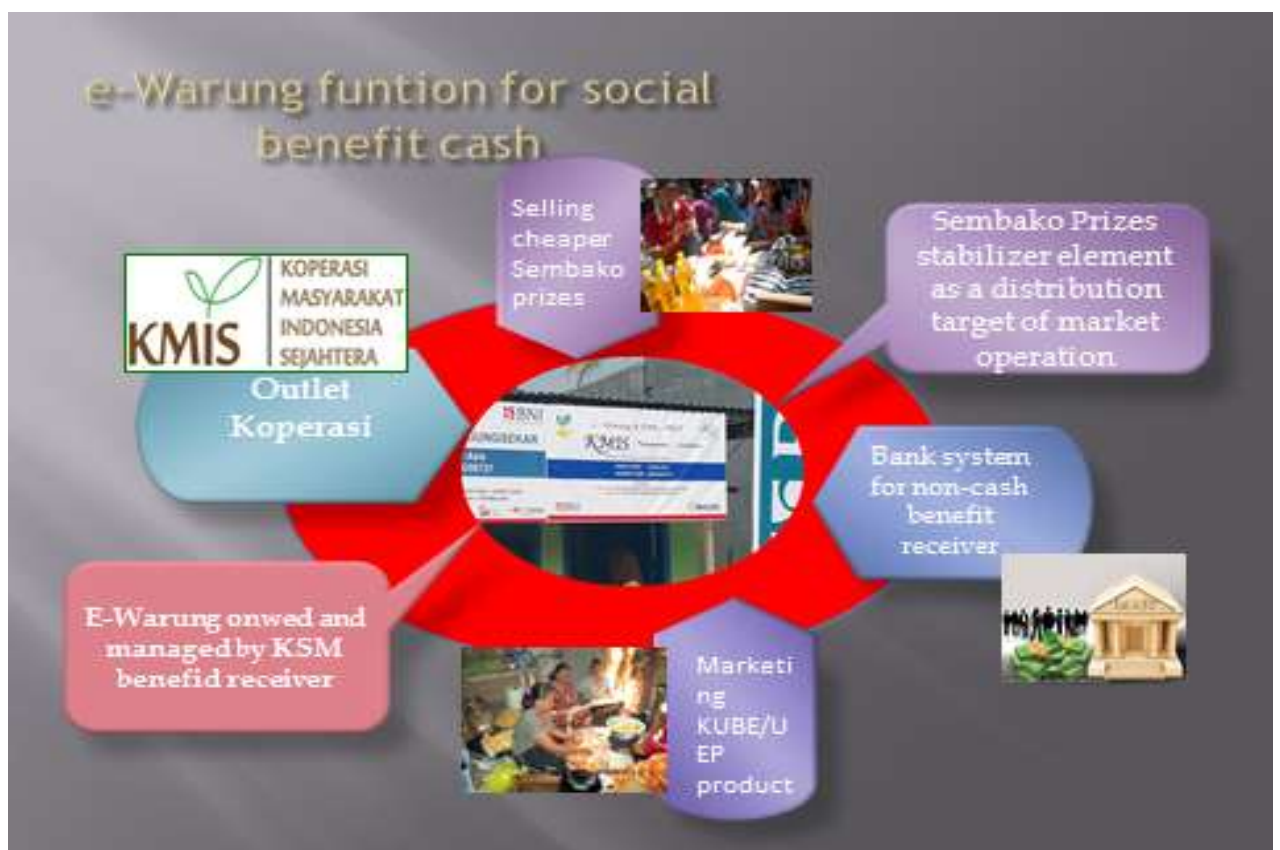 e-Warung funtion for social
benefit cash
Selling
cheaper
Sembako
prizes
Sembako Prizes
stabilizer element
as a distribution
target of market
operation
KMIS
KOPERASI
MASYARAKAT
INDONESIA
SEJAHTERA
Outlet
Koperasi
BNI
KMIS
Bank system
for non-cash
benefit
receiver
E-Warung onwed and
managed by KSM
benefid receiver
Marketi
ng
KUBE/U
EP
product